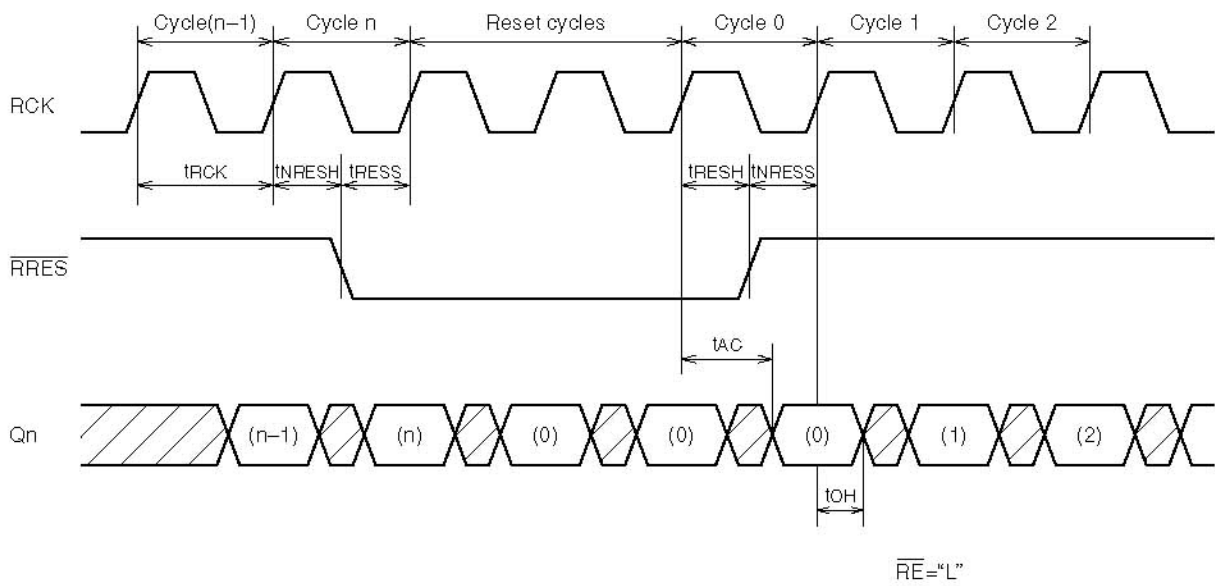 Cycle(n–1) Cycle n Reset cycles Cycle 0 Cycle 1 Cycle 2
RCK
tRCK tNRESH tRESS tRESH tNRESS
RRES
tAC
Qn (n–1) (n) (0) (0) (0) (1) (2)
tOH
RE=“L”